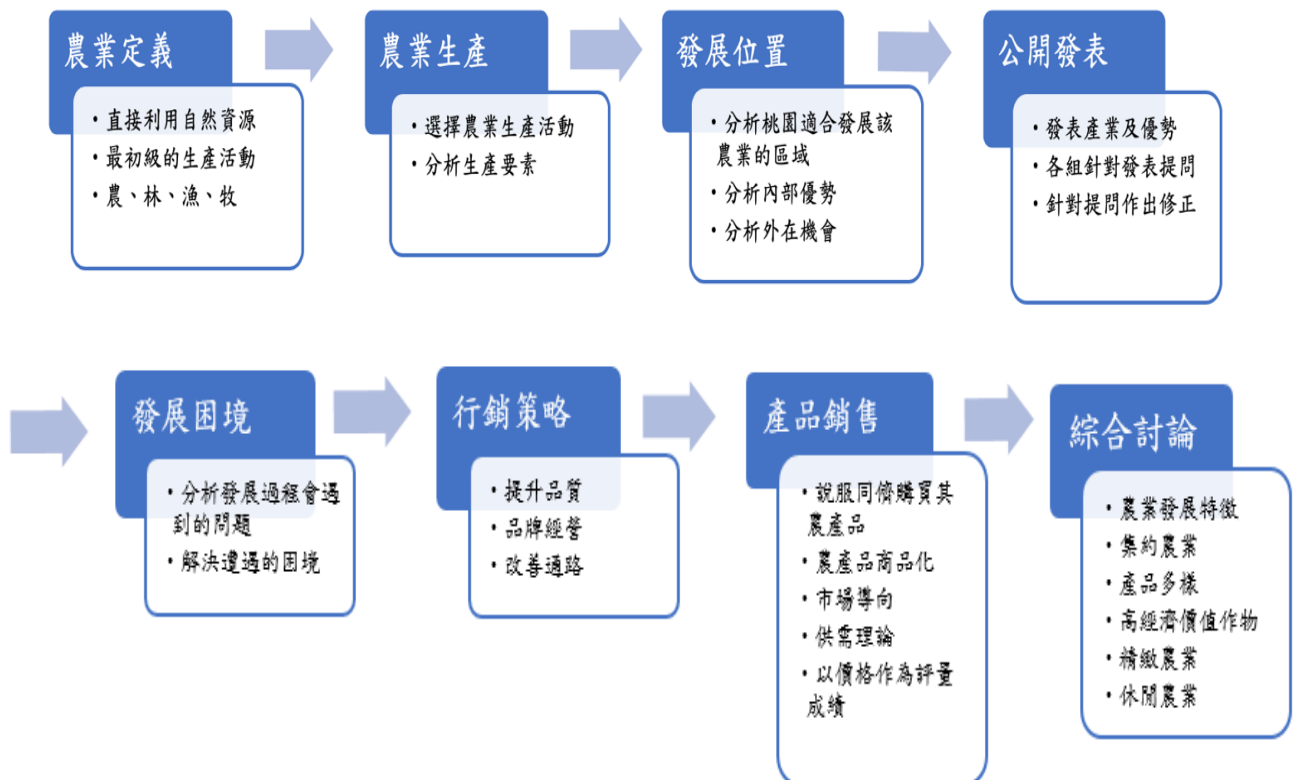 農業定義
・直接利用自然資源
・最初級的生產活動
・農、林、漁、牧
農業生產
・選擇農業生產活動
・分析生產要素
發展位置
・分析桃園適合發展該
農業的區域
・分析內部優勢
・分析外在機會
公開發表
・發表產業及優勢
・各組針對發表提問
・針對提問作出修正
發展困境
・分析發展過程會遇
到的問題
・解決遭遇的困境
行銷策略
・提升品質
・品牌經營
・改善通路
產品銷售
・說服同儕購買其
農產品
・農產品商品化
・市場導向
・供需理論
・以價格作為評量
成績
綜合討論
・農業發展特徵
・集約農業
・產品多樣
・高經濟價值作物
・精緻農業
・休閒農業